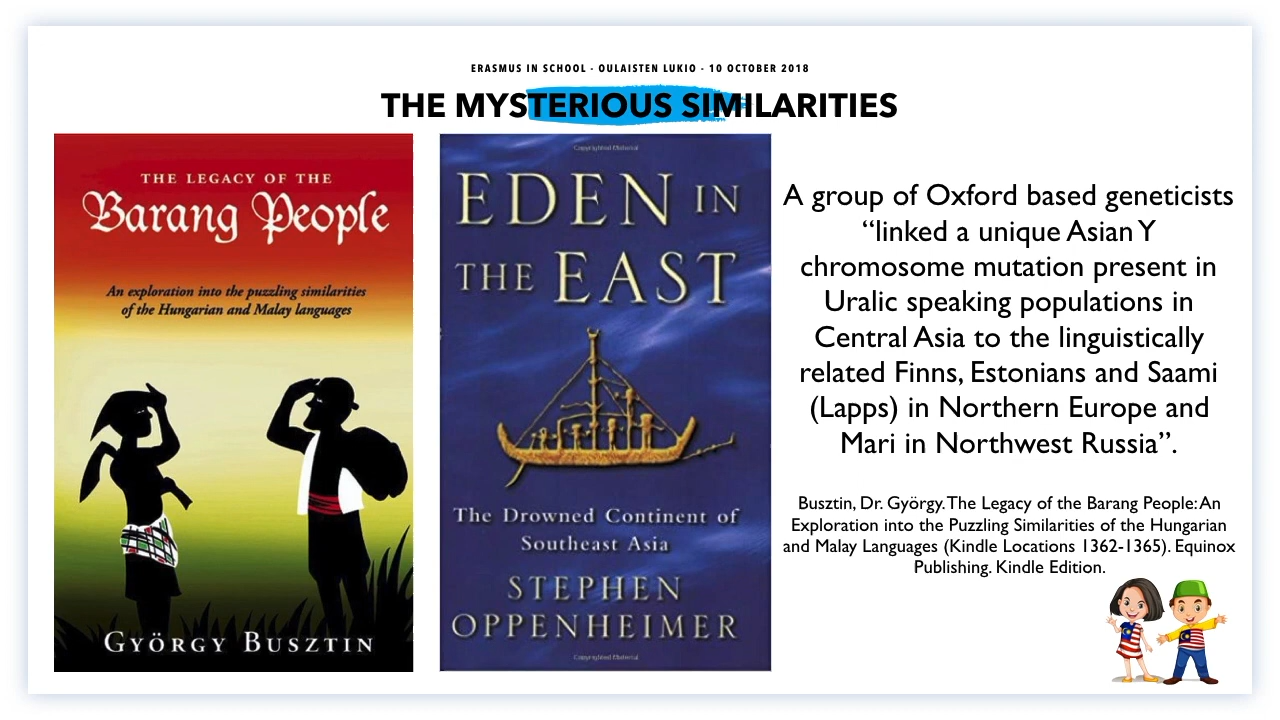 ERASMUS IN SCHOOL - OULAISTEN LUKIO - 10 OCTOBER 2018
THE MYSTERIOUS SIMILARITIES
THE LEGACY OF THE
Barang People
An exploration into the puzzling similarities
of the Hungarian and Malay languages
GYÖRGY BUSZTIN
Copyrighted Material
EDEN IN
THE EAST
The Drowned Continent of
Southeast Asia
STEPHEN
OPPENHEIMER
Copyrighted Material
A group of Oxford based geneticists
“linked a unique Asian Y
chromosome mutation present in
Uralic speaking populations in
Central Asia to the linguistically
related Finns, Estonians and Saami
(Lapps) in Northern Europe and
Mari in Northwest Russia”.
Busztin, Dr. György. The Legacy of the Barang People: An
Exploration into the Puzzling Similarities of the Hungarian
and Malay Languages (Kindle Locations 1362-1365). Equinox
Publishing. Kindle Edition.